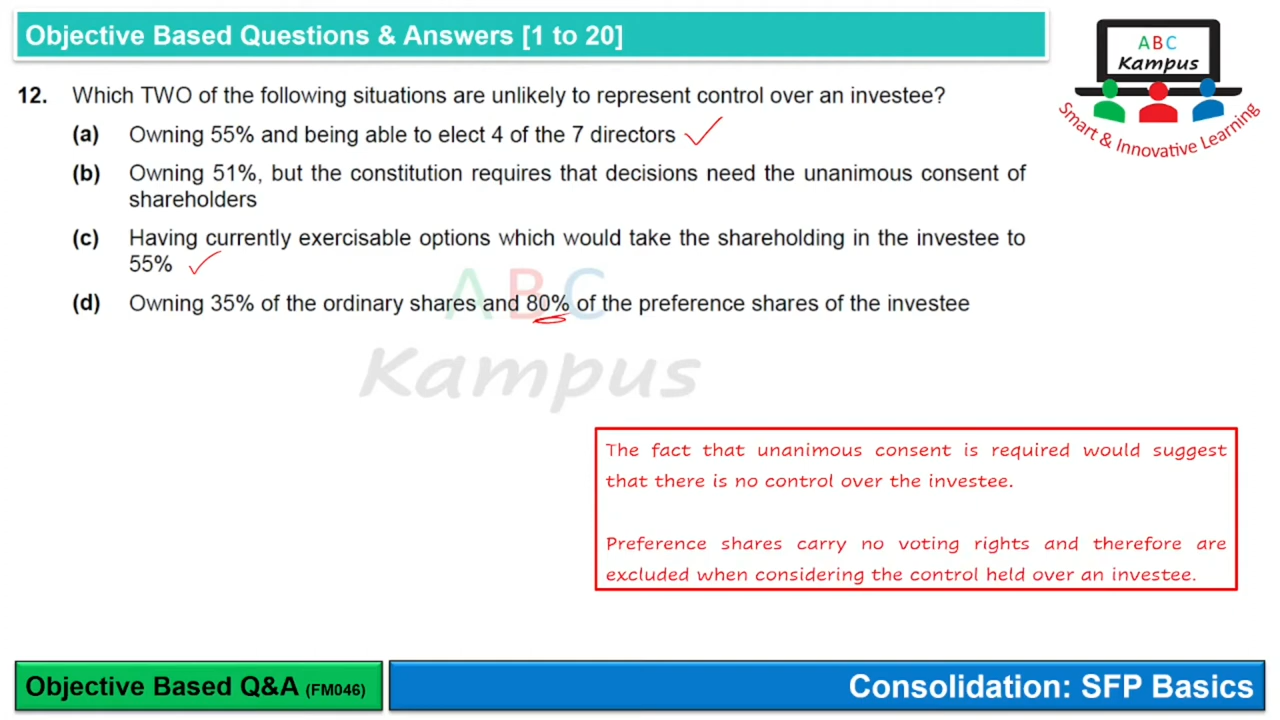 Objective Based Questions & Answers [1 to 20]
ABC
Kampus
Smart & Innovative Learning
12. Which TWO of the following situations are unlikely to represent control over an investee?
(a) Owning 55% and being able to elect 4 of the 7 directors
(b) Owning 51%, but the constitution requires that decisions need the unanimous consent of
shareholders
(c) Having currently exercisable options which would take the shareholding in the investee to
55%
(d) Owning 35% of the ordinary shares and 80% of the preference shares of the investee
ABC
Kampus
The fact that unanimous consent is required would suggest
that there is no control over the investee.
Preference shares carry no voting rights and therefore are
excluded when considering the control held over an investee.
Objective Based Q&A (FM046)
Consolidation: SFP Basics